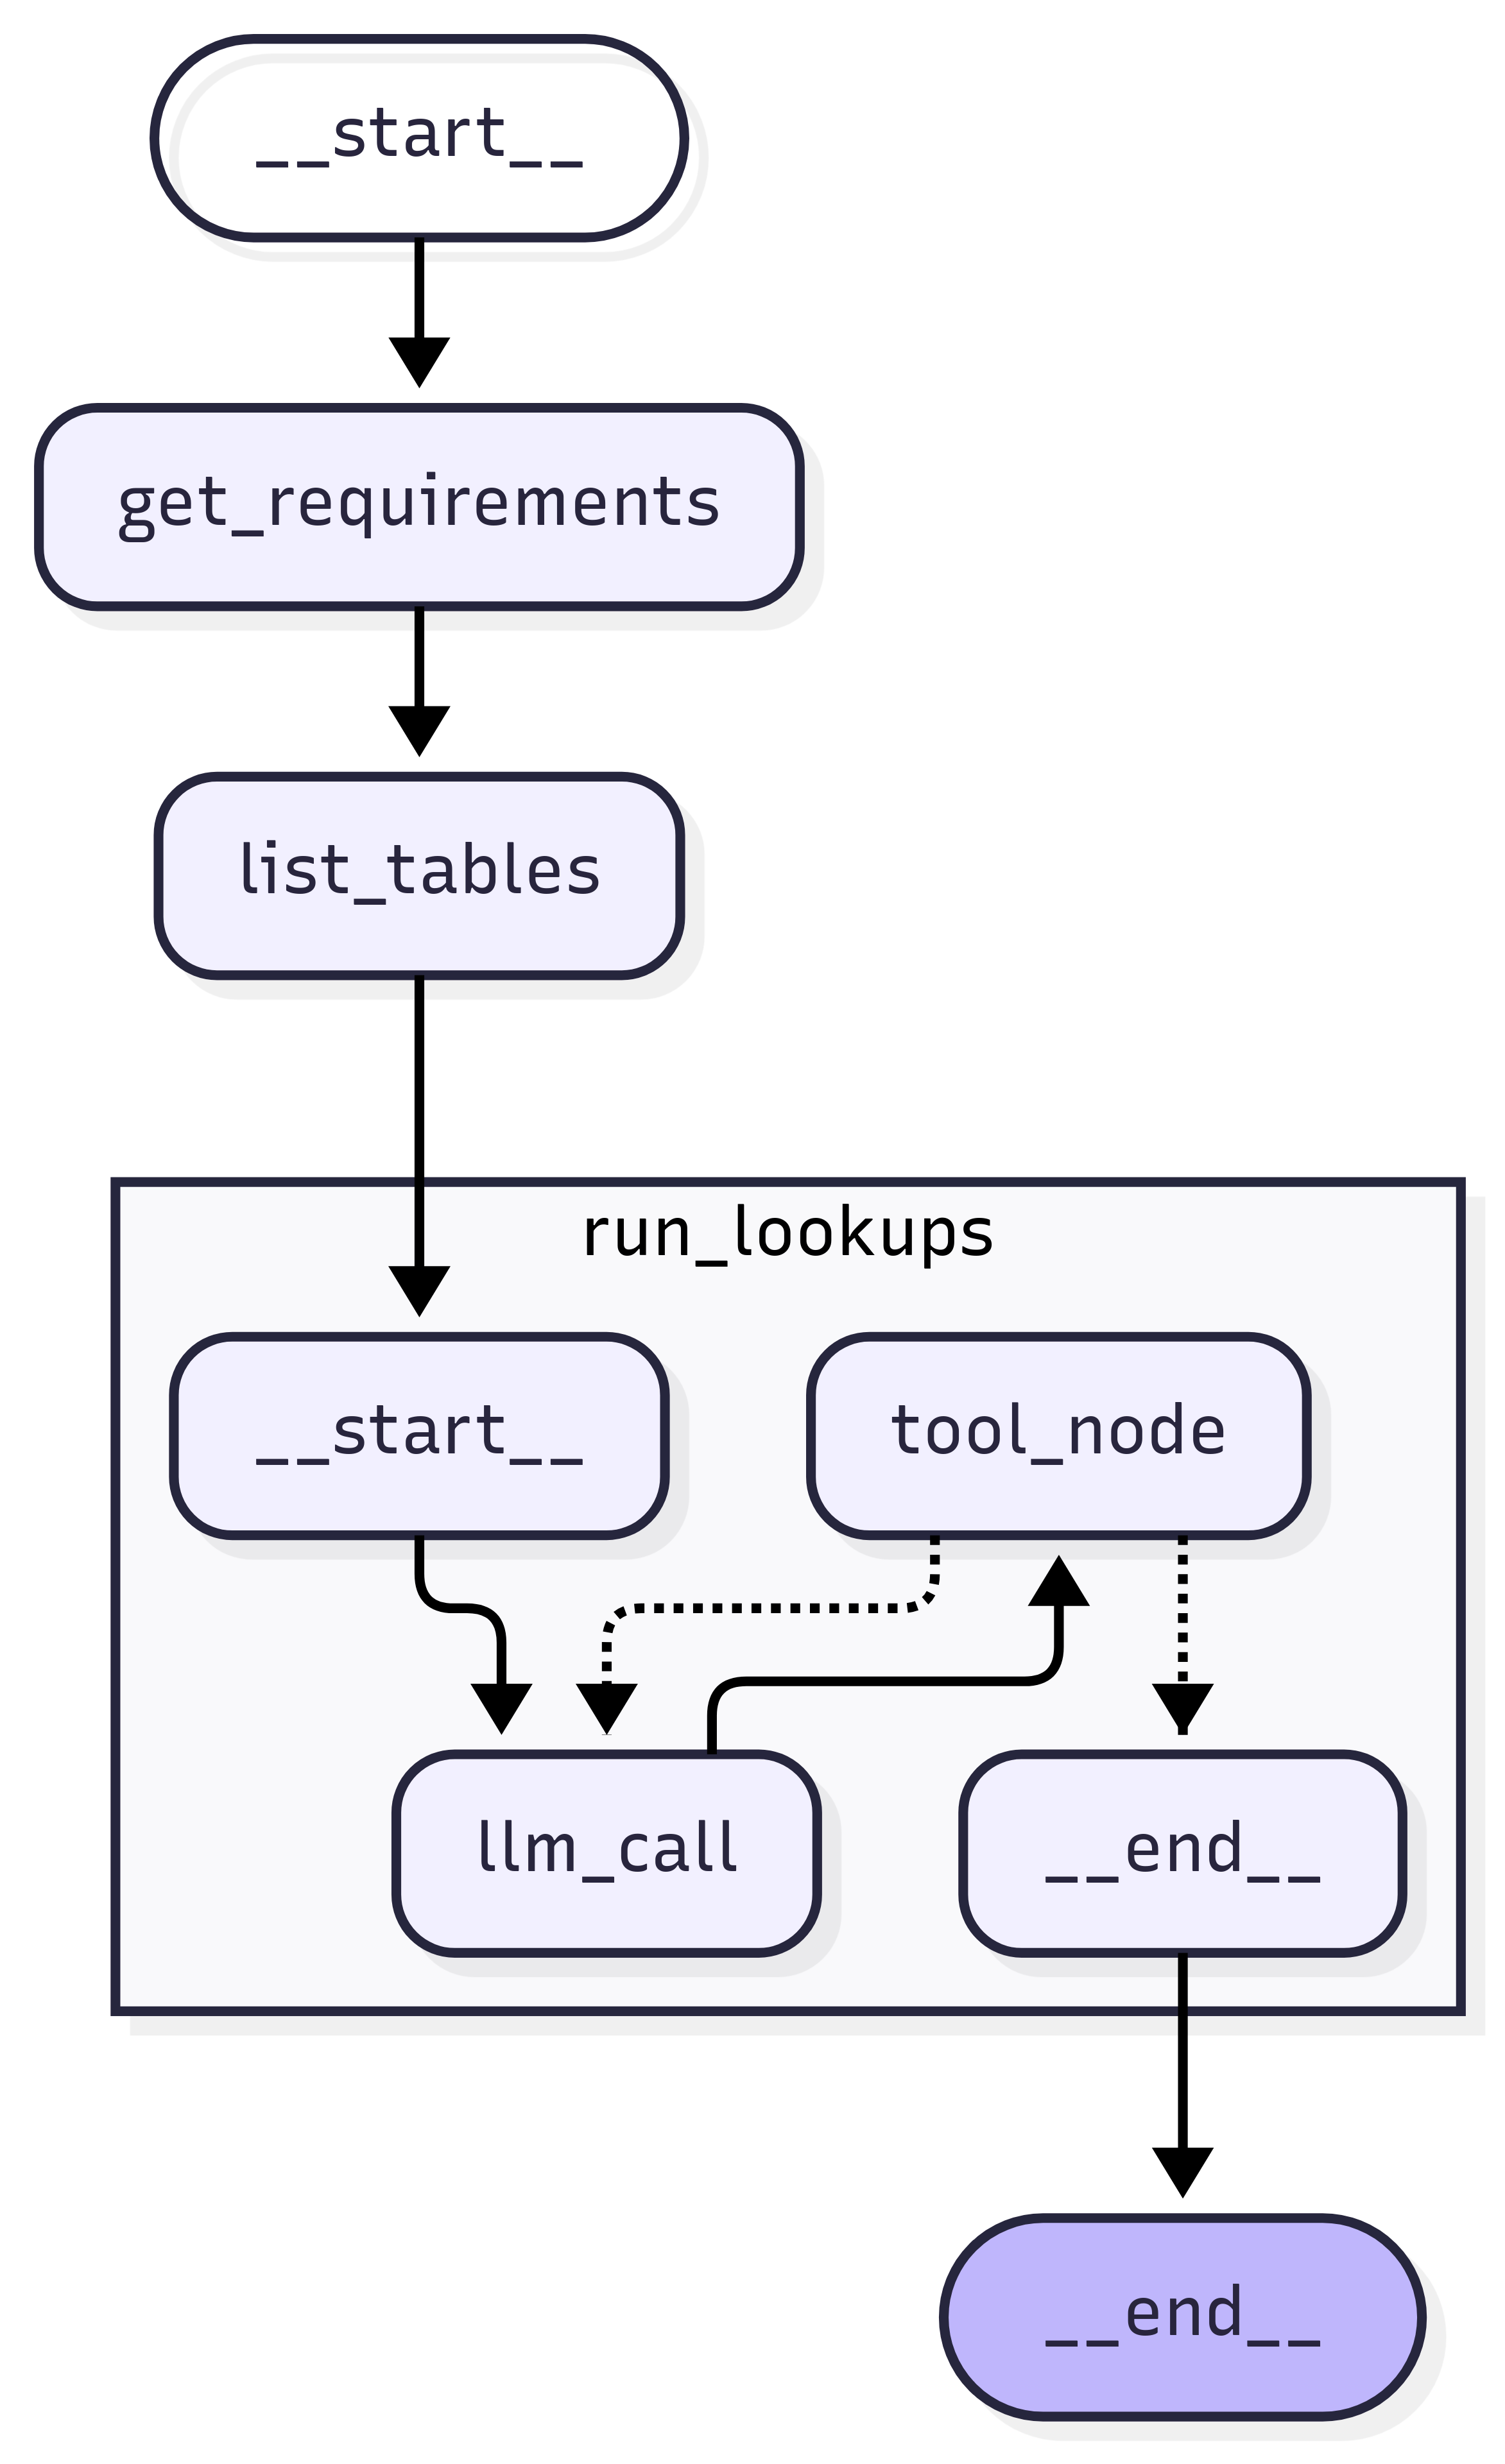 __start__
get_requirements
list_tables
run_lookups
__start__
tool_node
llm_call
__end__
__end__